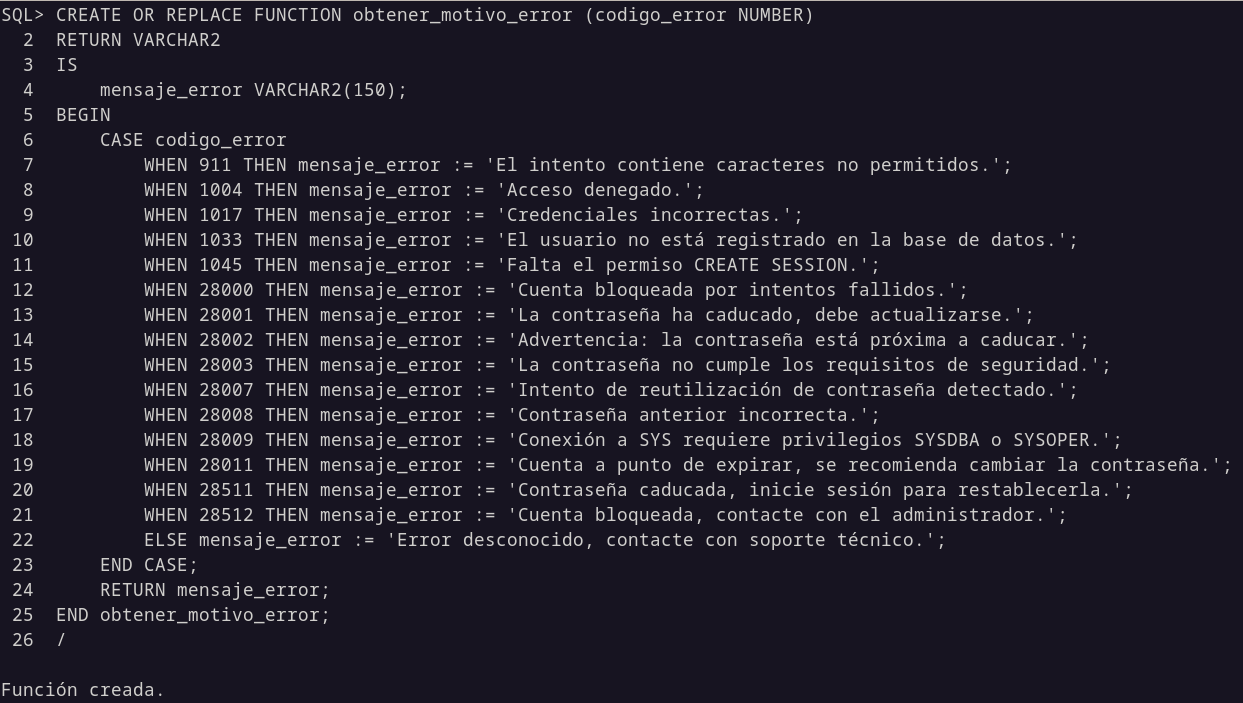 SQL> CREATE OR REPLACE FUNCTION obtener_motivo_error (codigo_error NUMBER)
  2  RETURN VARCHAR2
  3  IS
  4      mensaje_error VARCHAR2(150);
  5  BEGIN
  6      CASE codigo_error
  7          WHEN 911 THEN mensaje_error := 'El intento contiene caracteres no permitidos.';
  8          WHEN 1004 THEN mensaje_error := 'Acceso denegado.';
  9          WHEN 1017 THEN mensaje_error := 'Credenciales incorrectas.';
 10          WHEN 1033 THEN mensaje_error := 'El usuario no está registrado en la base de datos.';
 11          WHEN 1045 THEN mensaje_error := 'Falta el permiso CREATE SESSION.';
 12          WHEN 28000 THEN mensaje_error := 'Cuenta bloqueada por intentos fallidos.';
 13          WHEN 28001 THEN mensaje_error := 'La contraseña ha caducado, debe actualizarse.';
 14          WHEN 28002 THEN mensaje_error := 'Advertencia: la contraseña está próxima a caducar.';
 15          WHEN 28003 THEN mensaje_error := 'La contraseña no cumple los requisitos de seguridad.';
 16          WHEN 28007 THEN mensaje_error := 'Intento de reutilización de contraseña detectado.';
 17          WHEN 28008 THEN mensaje_error := 'Contraseña anterior incorrecta.';
 18          WHEN 28009 THEN mensaje_error := 'Conexión a SYS requiere privilegios SYSDBA o SYSOPER.';
 19          WHEN 28011 THEN mensaje_error := 'Cuenta a punto de expirar, se recomienda cambiar la contraseña.';
 20          WHEN 28511 THEN mensaje_error := 'Contraseña caducada, inicie sesión para restablecerla.';
 21          WHEN 28512 THEN mensaje_error := 'Cuenta bloqueada, contacte con el administrador.';
 22          ELSE mensaje_error := 'Error desconocido, contacte con soporte técnico.';
 23      END CASE;
 24      RETURN mensaje_error;
 25  END obtener_motivo_error;
 26  /
Función creada.